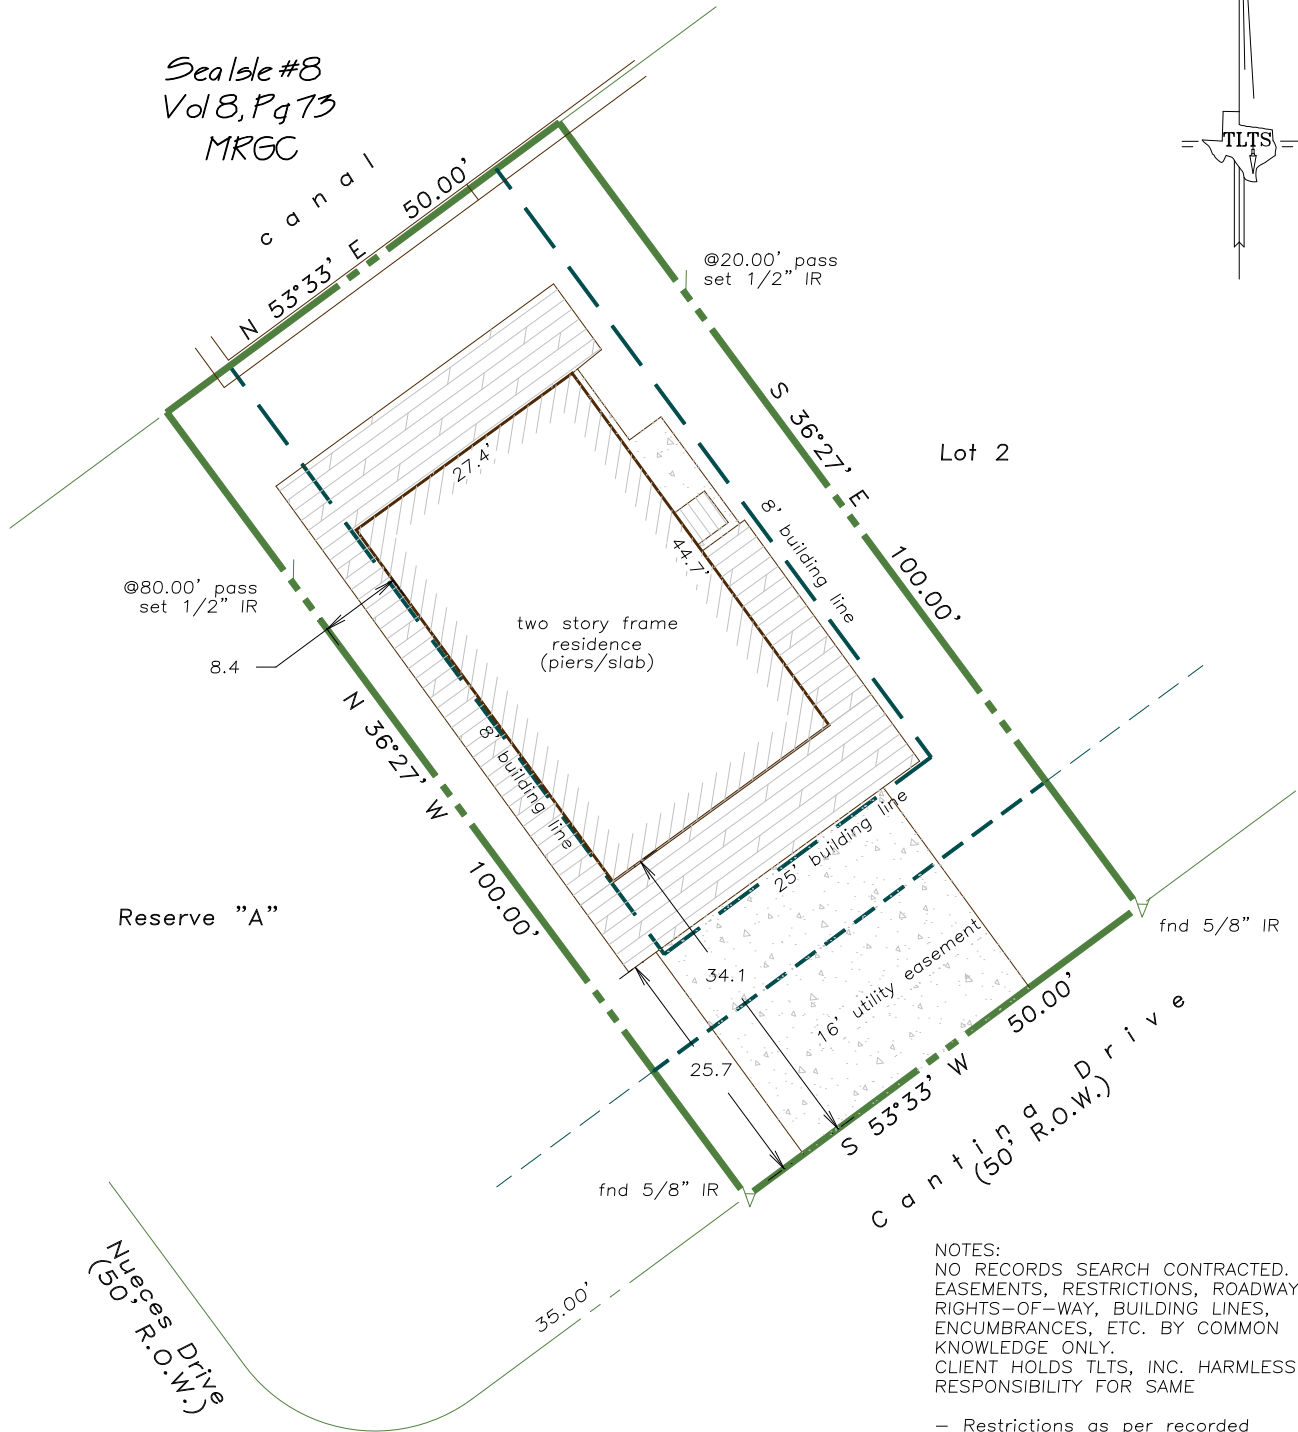 Sea Isle #8
Vol 8, Pg 73
MRGC
canal
TLTS
N 53°33' E 50.00'
@20.00' pass
set 1/2" IR
S 36°27' E 100.00'
Lot 2
27.4'
44.7'
8' building line
@80.00' pass
set 1/2" IR
8.4
two story frame
residence
(piers/slab)
N 36°27' W 100.00'
8' building line
25' building line
Reserve "A"
34.1
16' utility easement
25.7
fnd 5/8" IR
S 53°33' W 50.00'
Cantina Drive
(50' R.O.W.)
fnd 5/8" IR
35.00'
Nueces Drive
(50' R.O.W.)
NOTES:
NO RECORDS SEARCH CONTRACTED.
EASEMENTS, RESTRICTIONS, ROADWAY
RIGHTS-OF-WAY, BUILDING LINES,
ENCUMBRANCES, ETC. BY COMMON
KNOWLEDGE ONLY.
CLIENT HOLDS TLTS, INC. HARMLESS
RESPONSIBILITY FOR SAME
- Restrictions as per recorded